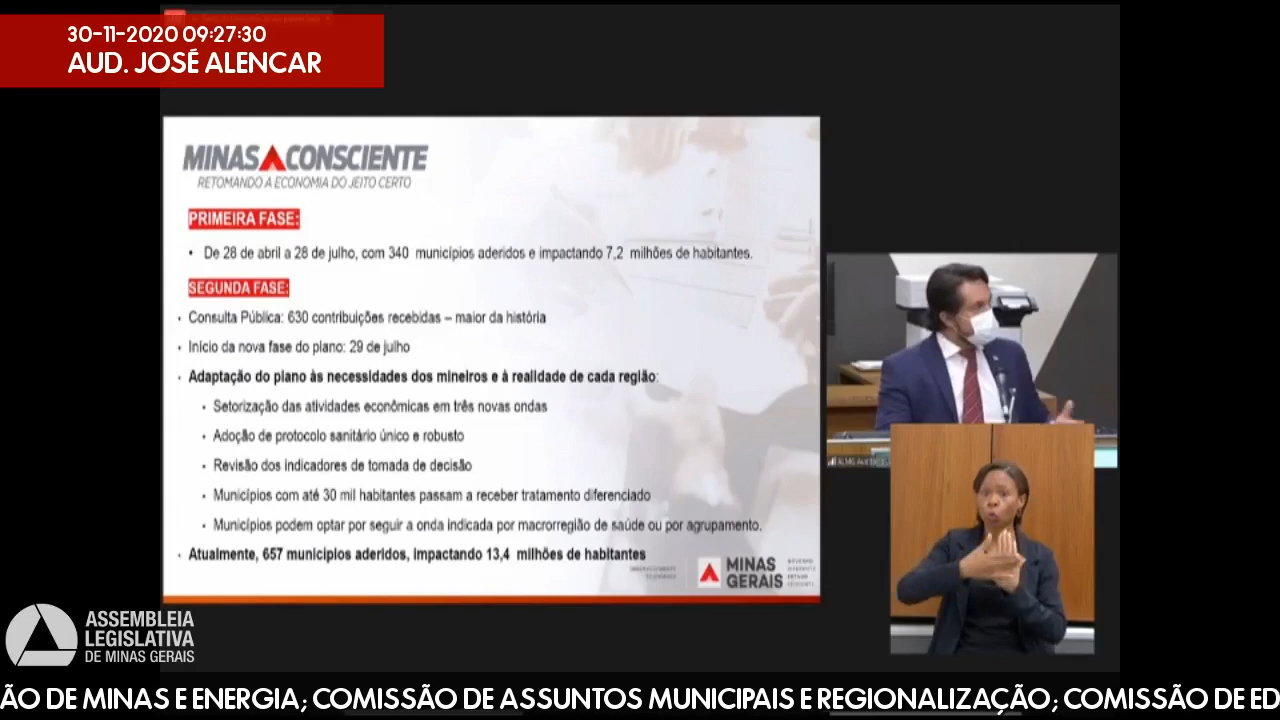 30-11-2020 09:27:30
AUD. JOSÉ ALENCAR
MINAS CONSCIENTE
RETOMANDO A ECONOMIA DO JEITO CERTO
PRIMEIRA FASE:
• De 28 de abril a 28 de julho, com 340 municípios aderidos e impactando 7,2 milhões de habitantes.
SEGUNDA FASE:
• Consulta Pública: 630 contribuições recebidas – maior da história
• Início da nova fase do plano: 29 de julho
• Adaptação do plano às necessidades dos mineiros e à realidade de cada região:
• Setorização das atividades econômicas em três novas ondas
• Adoção de protocolo sanitário único e robusto
• Revisão dos indicadores de tomada de decisão
• Municípios com até 30 mil habitantes passam a receber tratamento diferenciado
• Municípios podem optar por seguir a onda indicada por macrorregião de saúde ou por agrupamento.
• Atualmente, 657 municípios aderidos, impactando 13,4 milhões de habitantes
MINAS
GERAIS
ASSEMBLEIA
LEGISLATIVA
DE MINAS GERAIS
ÃO DE MINAS E ENERGIA; COMISSÃO DE ASSUNTOS MUNICIPAIS E REGIONALIZAÇÃO; COMISSÃO DE ED